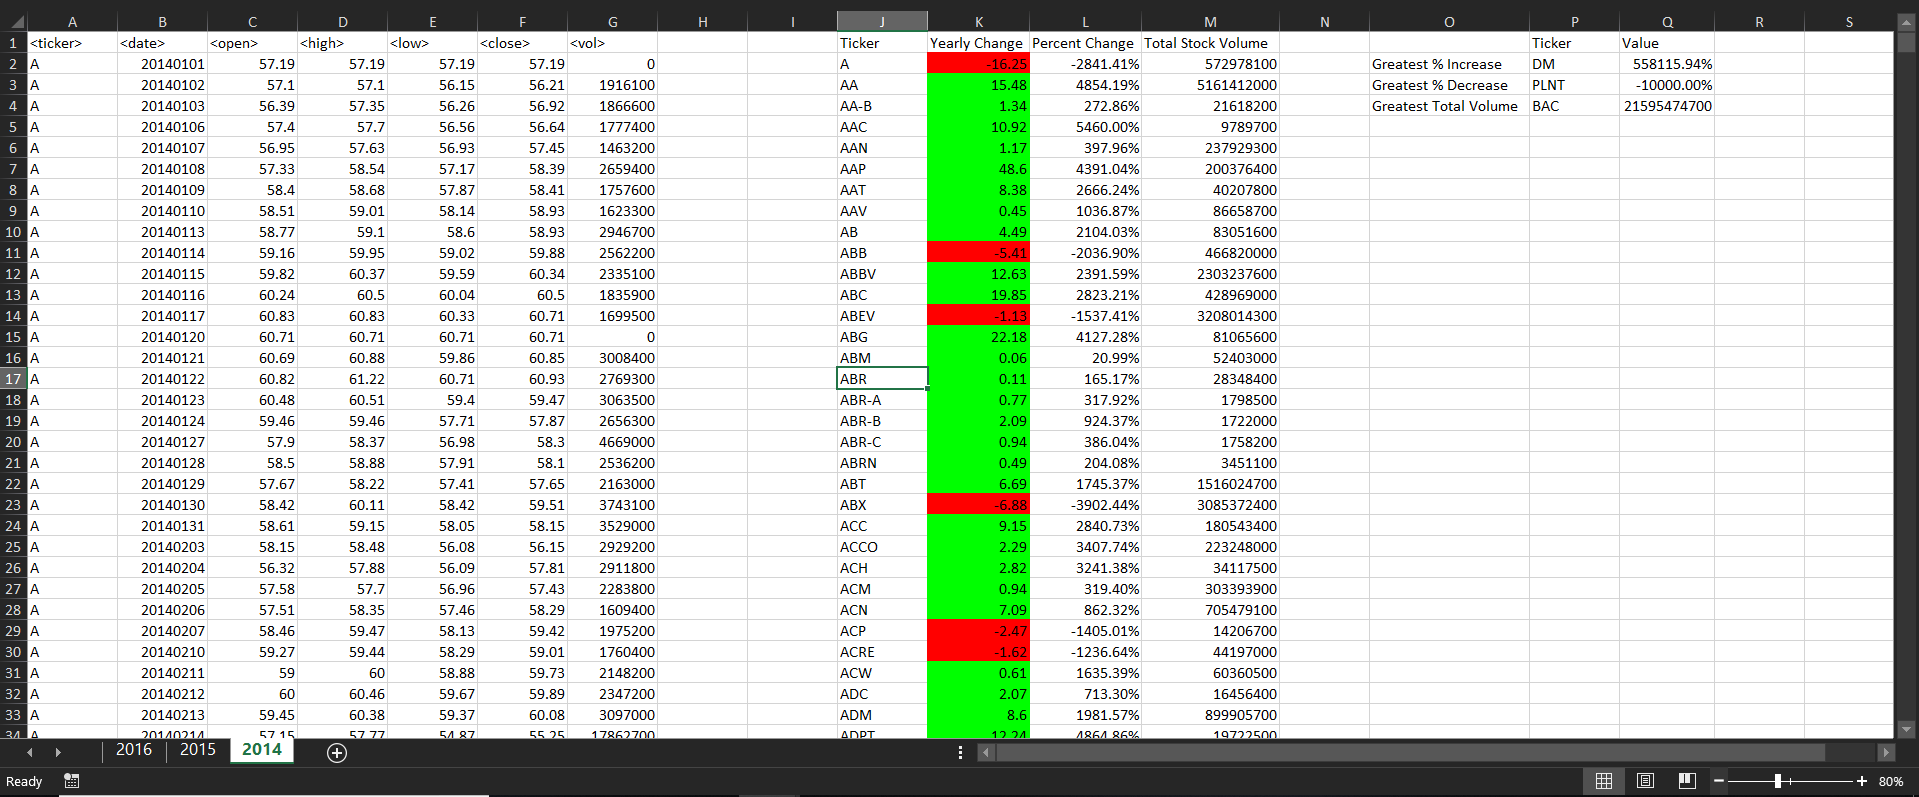 A B C D E F G H I J K L M N O P Q R S
1 <ticker> <date> <open> <high> <low> <close> <vol> Ticker Yearly Change Percent Change Total Stock Volume Ticker Value
2 A 20140101 57.19 57.19 57.19 57.19 0 A -16.25 -2841.41% 572978100 Greatest % Increase DM 558115.94%
3 A 20140102 57.1 57.1 56.15 56.21 1916100 AA 15.48 4854.19% 5161412000 Greatest % Decrease PLNT -10000.00%
4 A 20140103 56.39 57.35 56.26 56.92 1866600 AA-B 1.34 272.86% 21618200 Greatest Total Volume BAC 21595474700
5 A 20140106 57.4 57.7 56.56 56.64 1777400 AAC 10.92 5460.00% 9789700
6 A 20140107 56.95 57.63 56.93 57.45 1463200 AAN 1.17 397.96% 237929300
7 A 20140108 57.33 58.54 57.17 58.39 2659400 AAP 48.6 4391.04% 200376400
8 A 20140109 58.4 58.68 57.87 58.41 1757600 AAT 8.38 2666.24% 40207800
9 A 20140110 58.51 59.01 58.14 58.93 1623300 AAV 0.45 1036.87% 86658700
10 A 20140113 58.77 59.1 58.6 58.93 2946700 AB 4.49 2104.03% 83051600
11 A 20140114 59.16 59.95 59.02 59.88 2562200 ABB -5.41 -2036.90% 466820000
12 A 20140115 59.82 60.37 59.59 60.34 2335100 ABBV 12.63 2391.59% 2303237600
13 A 20140116 60.24 60.5 60.04 60.5 1835900 ABC 19.85 2823.21% 428969000
14 A 20140117 60.83 60.83 60.33 60.71 1699500 ABEV -1.13 -1537.41% 3208014300
15 A 20140120 60.71 60.71 60.71 60.71 0 ABG 22.18 4127.28% 81065600
16 A 20140121 60.69 60.88 59.86 60.85 3008400 ABM 0.06 20.99% 52403000
17 A 20140122 60.82 61.22 60.71 60.93 2769300 ABR 0.11 165.17% 28348400
18 A 20140123 60.48 60.51 59.4 59.47 3063500 ABR-A 0.77 317.92% 1798500
19 A 20140124 59.46 59.46 57.71 57.87 2656300 ABR-B 2.09 924.37% 1722000
20 A 20140127 57.9 58.37 56.98 58.3 4669000 ABR-C 0.94 386.04% 1758200
21 A 20140128 58.5 58.88 57.91 58.1 2536200 ABRN 0.49 204.08% 3451100
22 A 20140129 57.67 58.22 57.41 57.65 2163000 ABT 6.69 1745.37% 1516024700
23 A 20140130 58.42 60.11 58.42 59.51 3743100 ABX -6.88 -3902.44% 3085372400
24 A 20140131 58.61 59.15 58.05 58.15 3529000 ACC 9.15 2840.73% 180543400
25 A 20140203 58.15 58.48 56.08 56.15 2929200 ACCO 2.29 3407.74% 223248000
26 A 20140204 56.32 57.88 56.09 57.81 2911800 ACH 2.82 3241.38% 34117500
27 A 20140205 57.58 57.7 56.96 57.43 2283800 ACM 0.94 319.40% 303393900
28 A 20140206 57.51 58.35 57.46 58.29 1609400 ACN 7.09 862.32% 705479100
29 A 20140207 58.46 59.47 58.13 59.42 1975200 ACP -2.47 -1405.01% 14206700
30 A 20140210 59.27 59.44 58.29 59.01 1760400 ACRE -1.62 -1236.64% 44197000
31 A 20140211 59 60 58.88 59.73 2148200 ACW 0.61 1635.39% 60360500
32 A 20140212 60 60.46 59.67 59.89 2347200 ADC 2.07 713.30% 16456400
33 A 20140213 59.45 60.38 59.37 60.08 3097000 ADM 8.6 1981.57% 899905700
34 A 20140214 57.15 57.77 54.87 55.25 17862700 ADPT 12.24 4864.86% 19722500
2016 2015 2014
Ready 80%